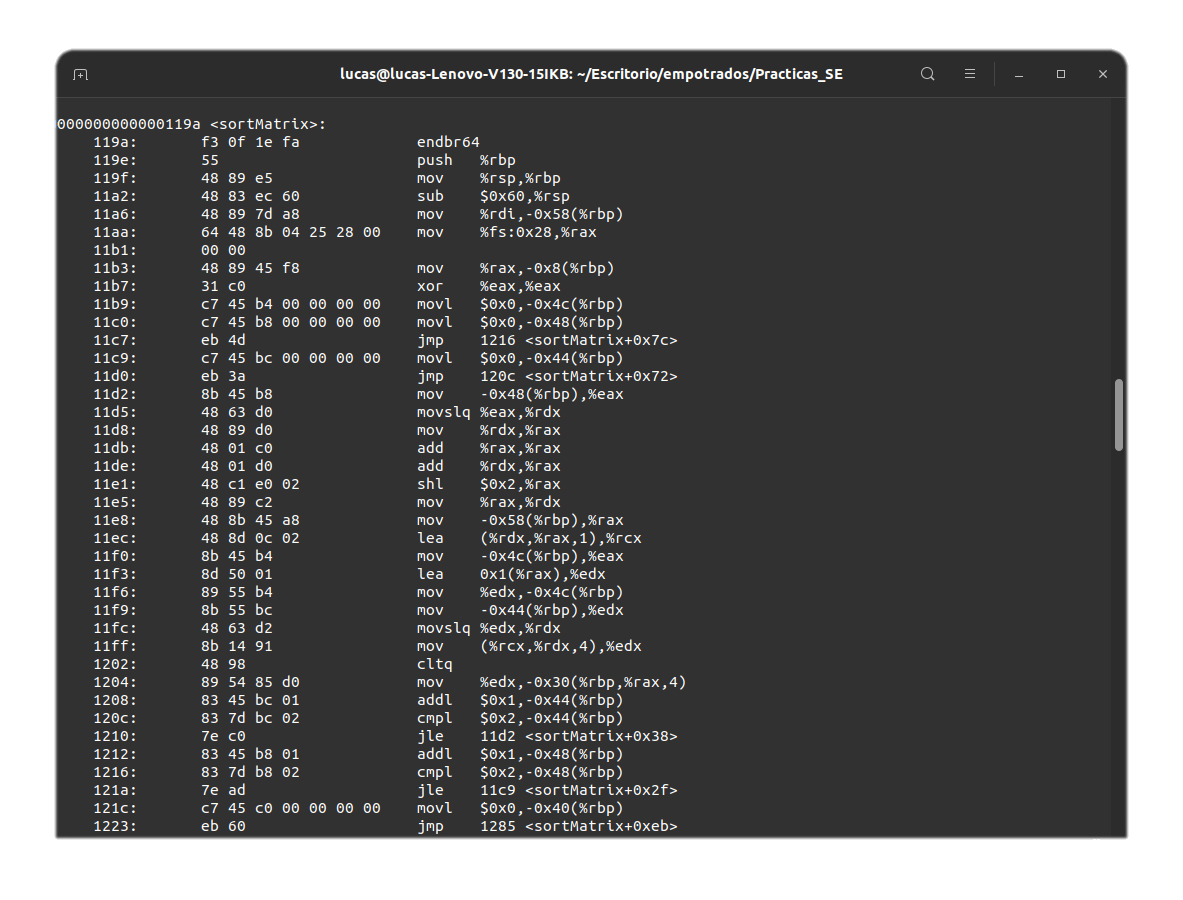 lucas@lucas-Lenovo-V130-15IKB: ~/Escritorio/empotrados/Practicas_SE
000000000000119a <sortMatrix>:
119a: f3 0f 1e fa endbr64
119e: 55 push %rbp
119f: 48 89 e5 mov %rsp,%rbp
11a2: 48 83 ec 60 sub $0x60,%rsp
11a6: 48 89 7d a8 mov %rdi,-0x58(%rbp)
11aa: 64 48 8b 04 25 28 00 mov %fs:0x28,%rax
11b1: 00 00
11b3: 48 89 45 f8 mov %rax,-0x8(%rbp)
11b7: 31 c0 xor %eax,%eax
11b9: c7 45 b4 00 00 00 00 movl $0x0,-0x4c(%rbp)
11c0: c7 45 b8 00 00 00 00 movl $0x0,-0x48(%rbp)
11c7: eb 4d jmp 1216 <sortMatrix+0x7c>
11c9: c7 45 bc 00 00 00 00 movl $0x0,-0x44(%rbp)
11d0: eb 3a jmp 120c <sortMatrix+0x72>
11d2: 8b 45 b8 mov -0x48(%rbp),%eax
11d5: 48 63 d0 movslq %eax,%rdx
11d8: 48 89 d0 mov %rdx,%rax
11db: 48 01 c0 add %rax,%rax
11de: 48 01 d0 add %rdx,%rax
11e1: 48 c1 e0 02 shl $0x2,%rax
11e5: 48 89 c2 mov %rax,%rdx
11e8: 48 8b 45 a8 mov -0x58(%rbp),%rax
11ec: 48 8d 0c 02 lea (%rdx,%rax,1),%rcx
11f0: 8b 45 b4 mov -0x4c(%rbp),%eax
11f3: 8d 50 01 lea 0x1(%rax),%edx
11f6: 89 55 b4 mov %edx,-0x4c(%rbp)
11f9: 8b 55 bc mov -0x44(%rbp),%edx
11fc: 48 63 d2 movslq %edx,%rdx
11ff: 8b 14 91 mov (%rcx,%rdx,4),%edx
1202: 48 98 cltq
1204: 89 54 85 d0 mov %edx,-0x30(%rbp,%rax,4)
1208: 83 45 bc 01 addl $0x1,-0x44(%rbp)
120c: 83 7d bc 02 cmpl $0x2,-0x44(%rbp)
1210: 7e c0 jle 11d2 <sortMatrix+0x38>
1212: 83 45 b8 01 addl $0x1,-0x48(%rbp)
1216: 83 7d b8 02 cmpl $0x2,-0x48(%rbp)
121a: 7e ad jle 11c9 <sortMatrix+0x2f>
121c: c7 45 c0 00 00 00 00 movl $0x0,-0x40(%rbp)
1223: eb 60 jmp 1285 <sortMatrix+0xeb>